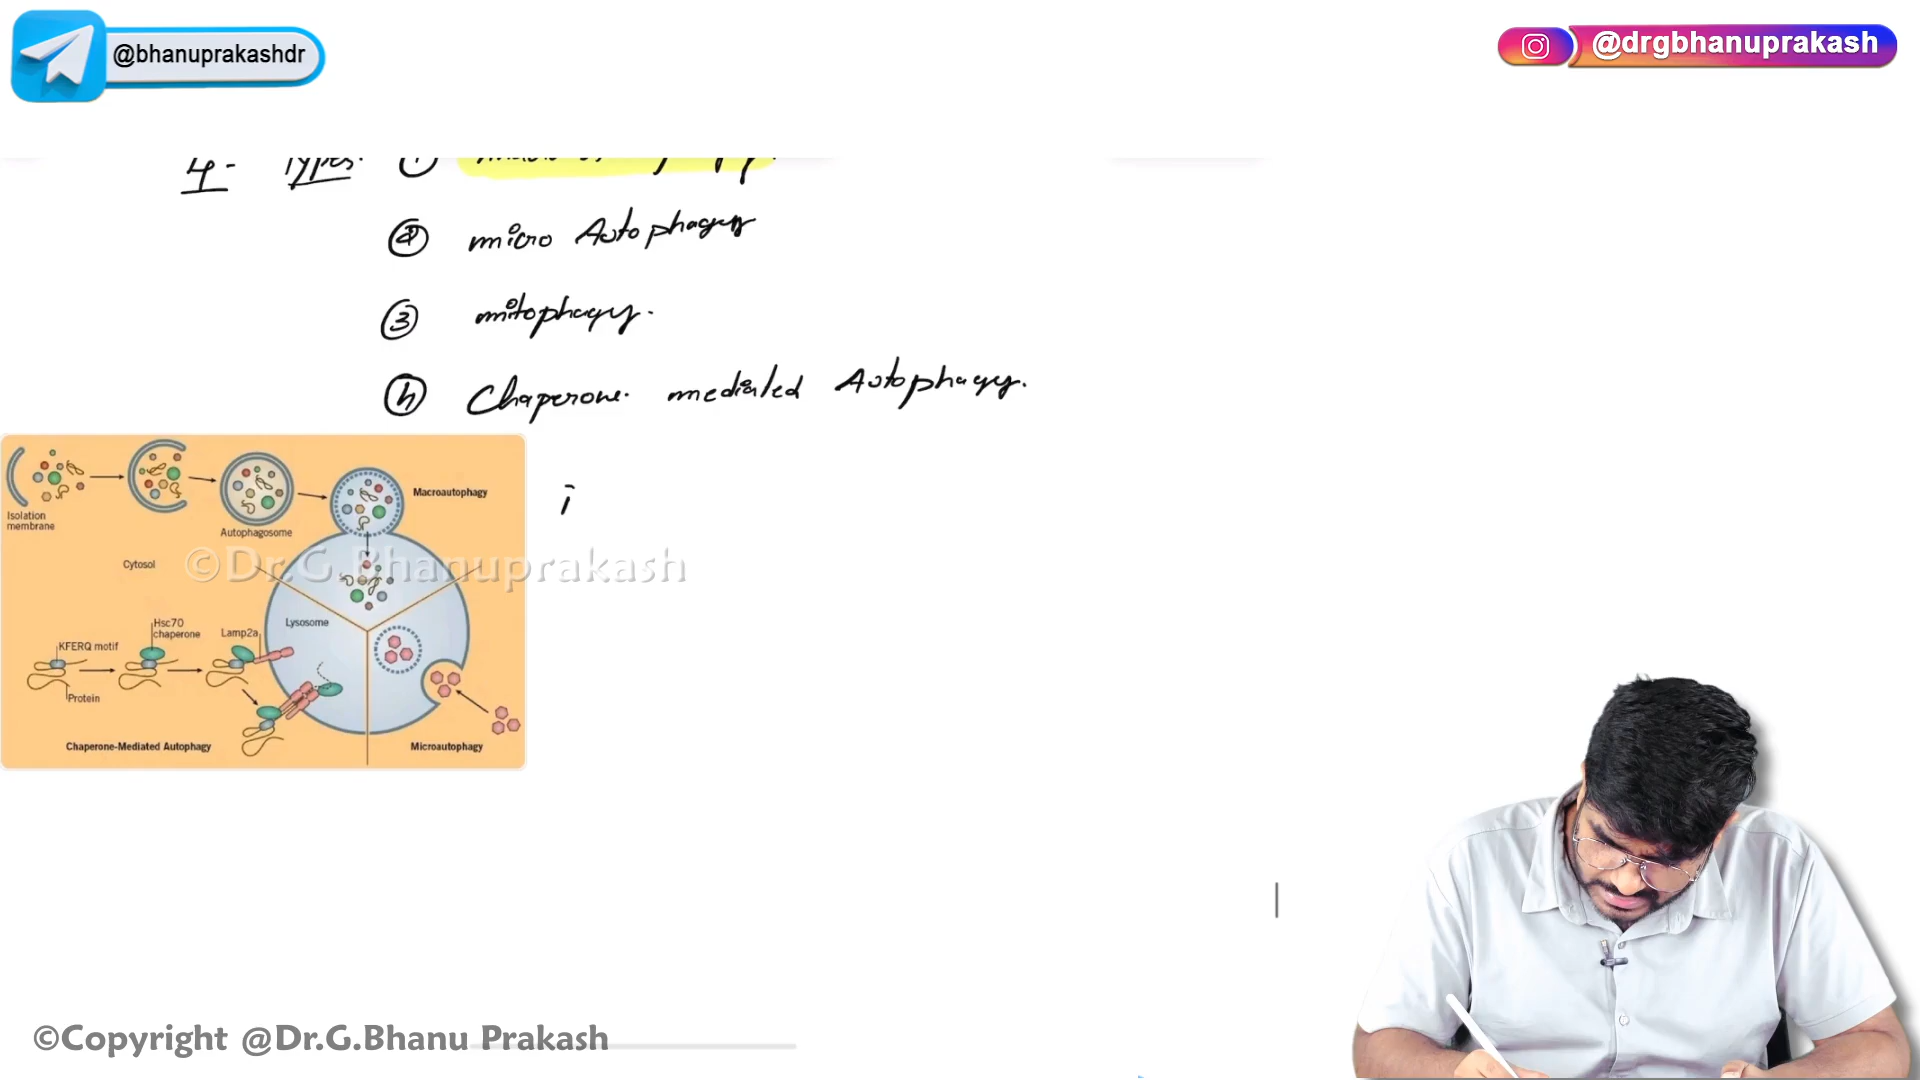 @bhanuprakashdr
@drgbhanuprakash
4- Types. ①
② micro Autophagy
③ mitophagy.
④ Chaperone. mediated Autophagy.
i
Isolation
membrane
Autophagosome
Macroautophagy
Cytosol
©Dr.G.Bhanuprakash
Lysosome
Hsc70
chaperone
Lamp2a
KFERQ motif
Protein
Chaperone-Mediated Autophagy
Microautophagy
©Copyright @Dr.G.Bhanu Prakash